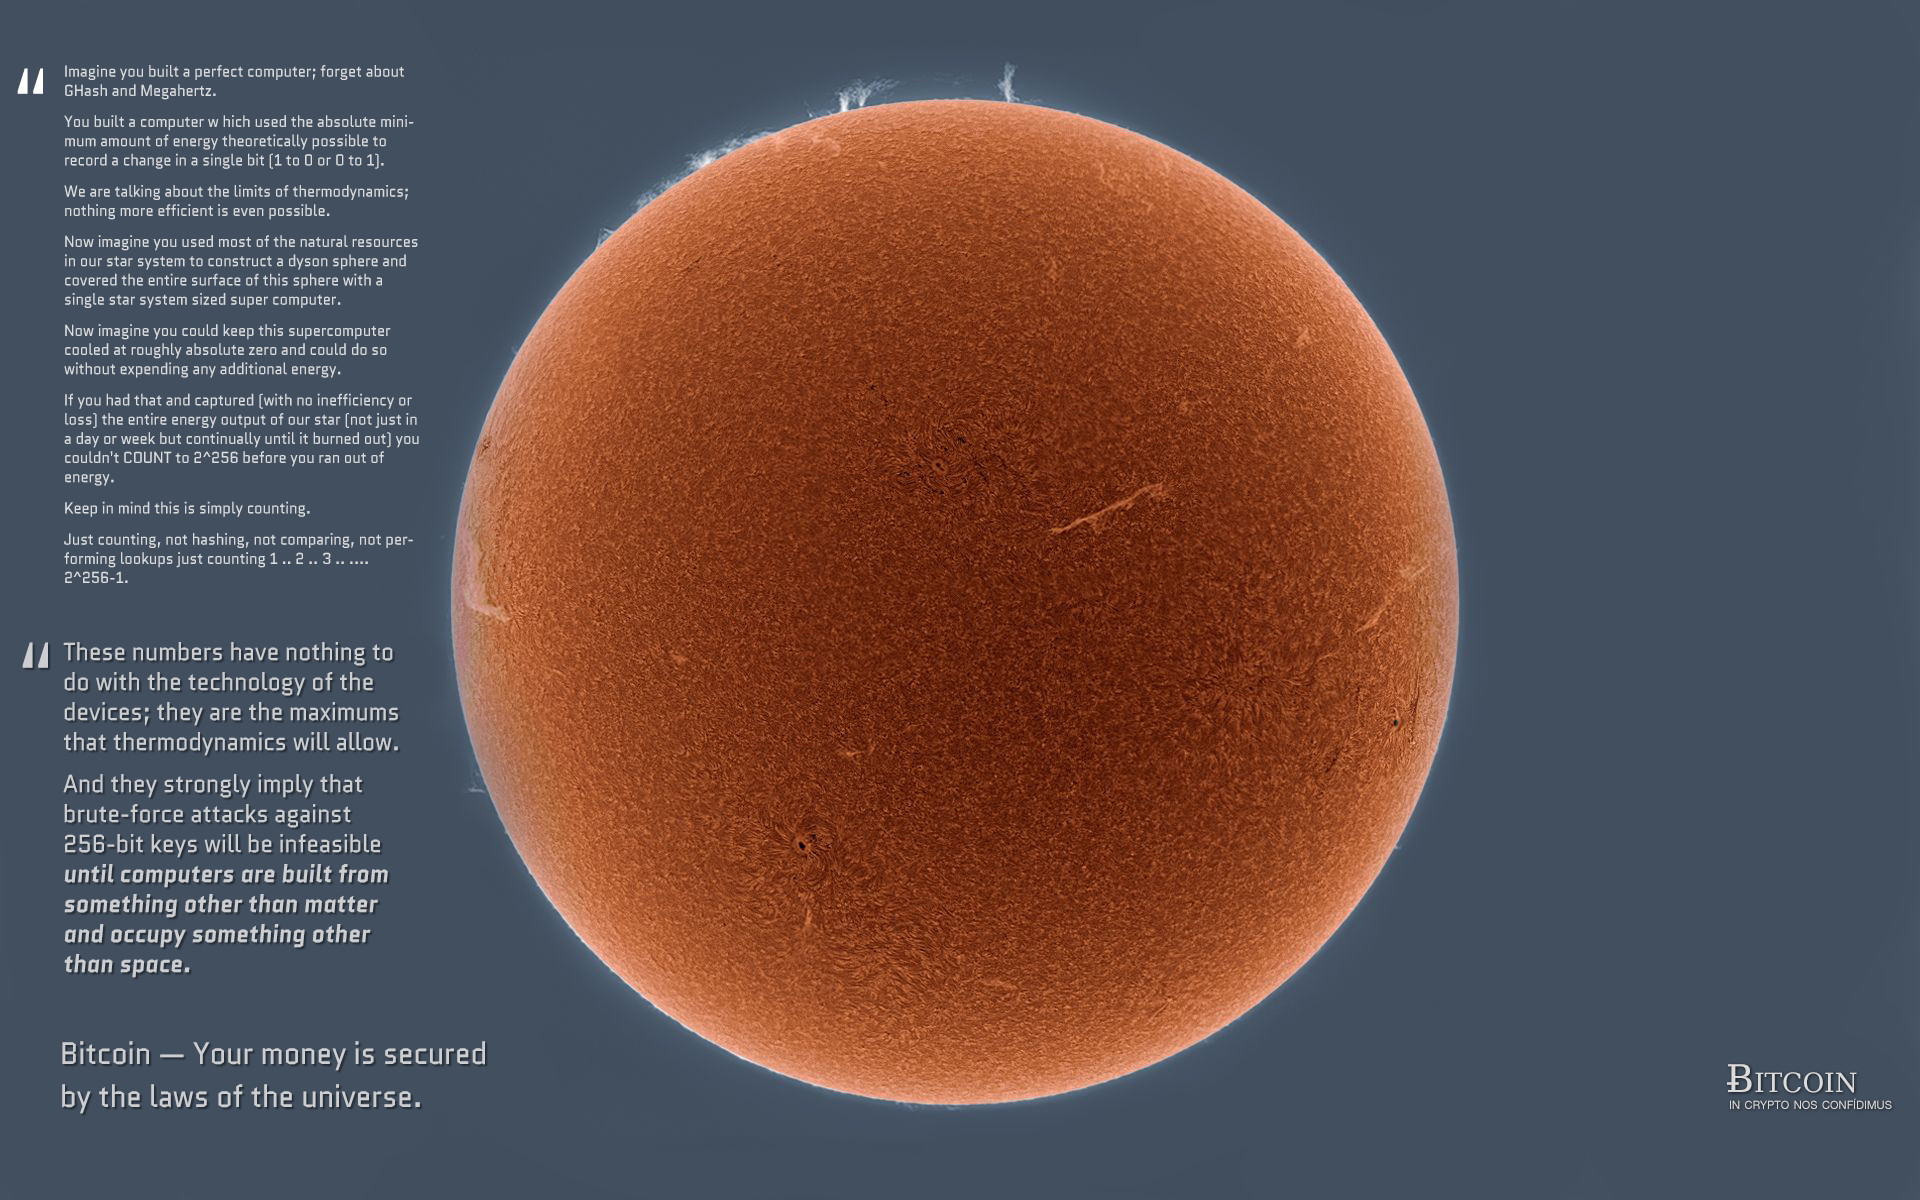 “ Imagine you built a perfect computer; forget about
GHash and Megahertz.
You built a computer w hich used the absolute mini-
mum amount of energy theoretically possible to
record a change in a single bit (1 to 0 or 0 to 1).
We are talking about the limits of thermodynamics;
nothing more efficient is even possible.
Now imagine you used most of the natural resources
in our star system to construct a dyson sphere and
covered the entire surface of this sphere with a
single star system sized super computer.
Now imagine you could keep this supercomputer
cooled at roughly absolute zero and could do so
without expending any additional energy.
If you had that and captured (with no inefficiency or
loss) the entire energy output of our star (not just in
a day or week but continually until it burned out) you
couldn't COUNT to 2^256 before you ran out of
energy.
Keep in mind this is simply counting.
Just counting, not hashing, not comparing, not per-
forming lookups just counting 1 .. 2 .. 3 .. ....
2^256-1.
“ These numbers have nothing to
do with the technology of the
devices; they are the maximums
that thermodynamics will allow.
And they strongly imply that
brute-force attacks against
256-bit keys will be infeasible
until computers are built from
something other than matter
and occupy something other
than space.
Bitcoin — Your money is secured
by the laws of the universe.
BITCOIN
IN CRYPTO NOS CONFÍDIMUS